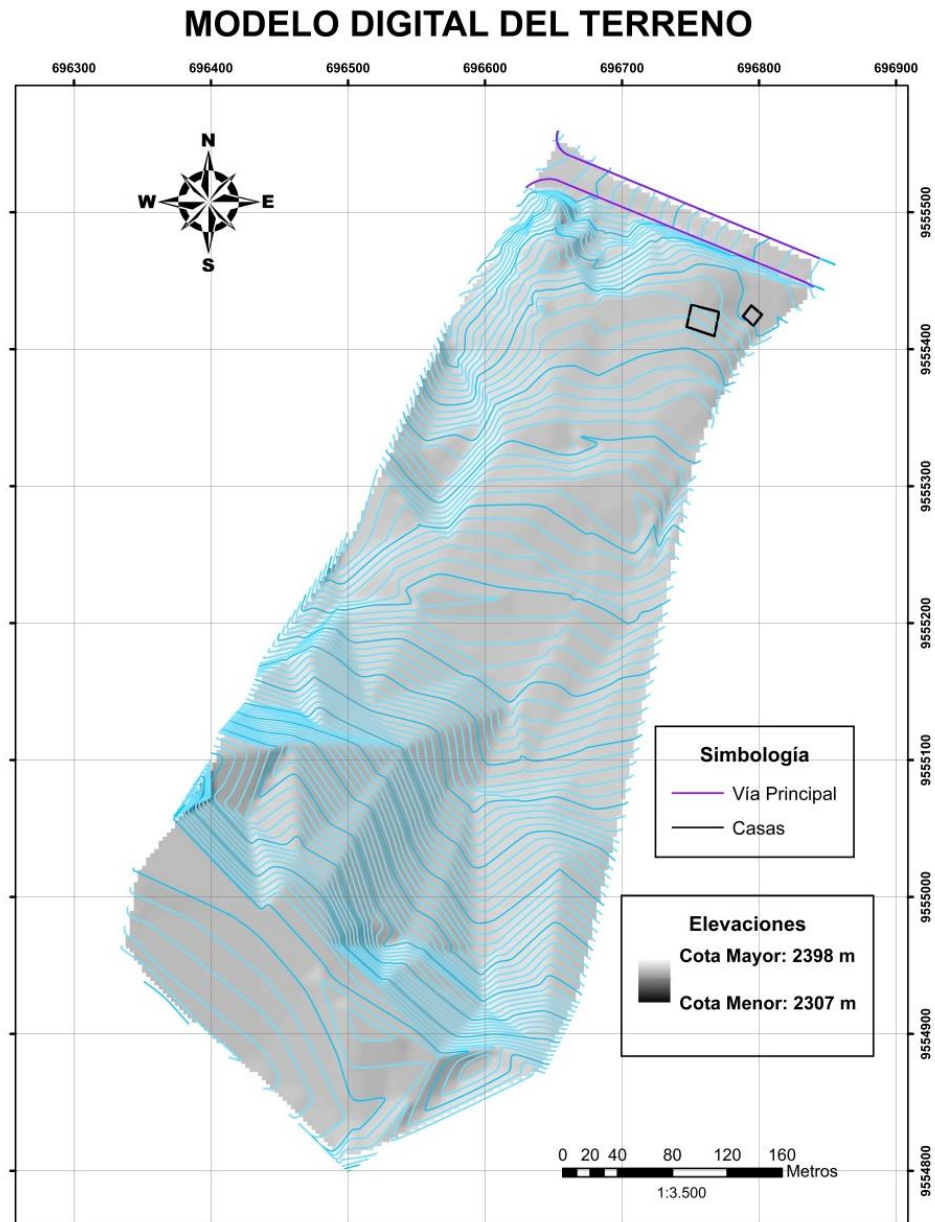 MODELO DIGITAL DEL TERRENO
696300 696400 696500 696600 696700 696800 696900
N
W E
S
9555500
9555400
9555300
9555200
9555100
9555000
9554900
9554800
Simbología
Vía Principal
Casas
Elevaciones
Cota Mayor: 2398 m
Cota Menor: 2307 m
0 20 40 80 120 160
Metros
1:3.500